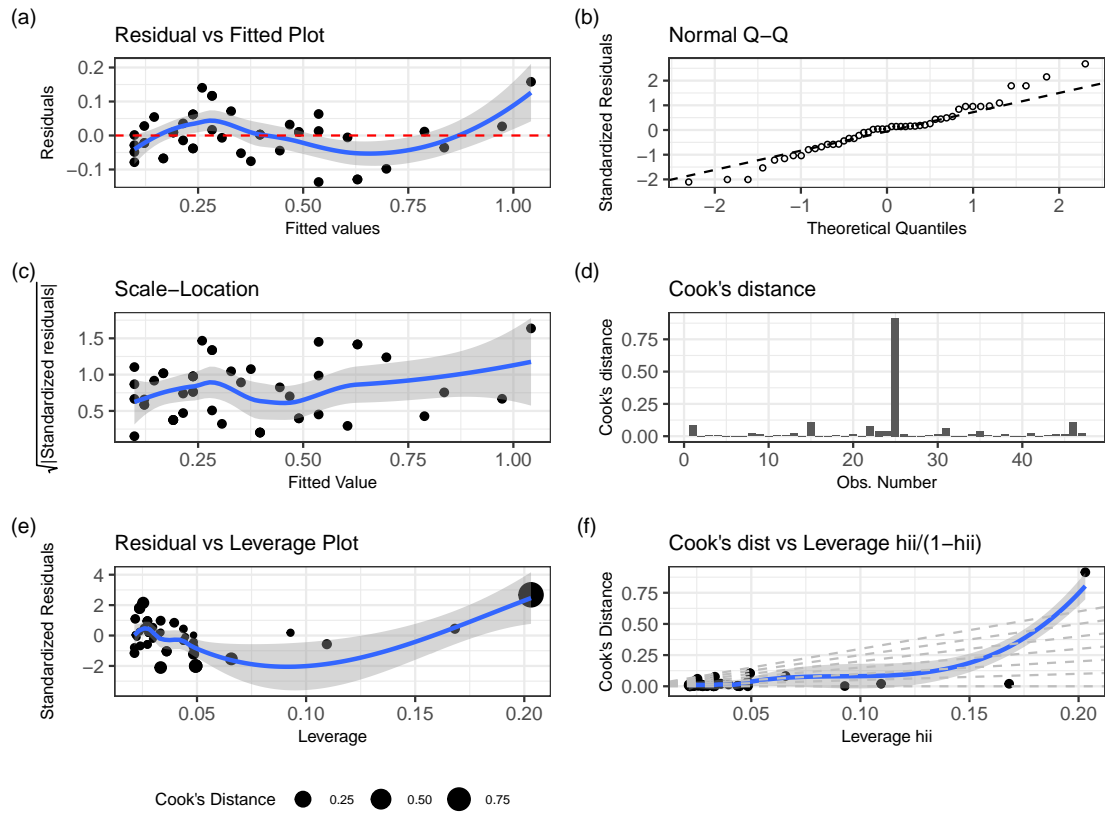 (a)
Residual vs Fitted Plot
Residuals
0.2
0.1
0.0
−0.1
0.25 0.50 0.75 1.00
Fitted values
(b)
Normal Q−Q
Standardized Residuals
2
1
0
−1
−2
−2 −1 0 1 2
Theoretical Quantiles
(c)
Scale−Location
√|Standardized residuals|
1.5
1.0
0.5
0.25 0.50 0.75 1.00
Fitted Value
(d)
Cook's distance
Cook's distance
0.75
0.50
0.25
0.00
0 10 20 30 40
Obs. Number
(e)
Residual vs Leverage Plot
Standardized Residuals
4
2
0
−2
0.05 0.10 0.15 0.20
Leverage
(f)
Cook's dist vs Leverage hii/(1−hii)
Cook's Distance
0.75
0.50
0.25
0.00
0.05 0.10 0.15 0.20
Leverage hii
Cook's Distance 0.25 0.50 0.75